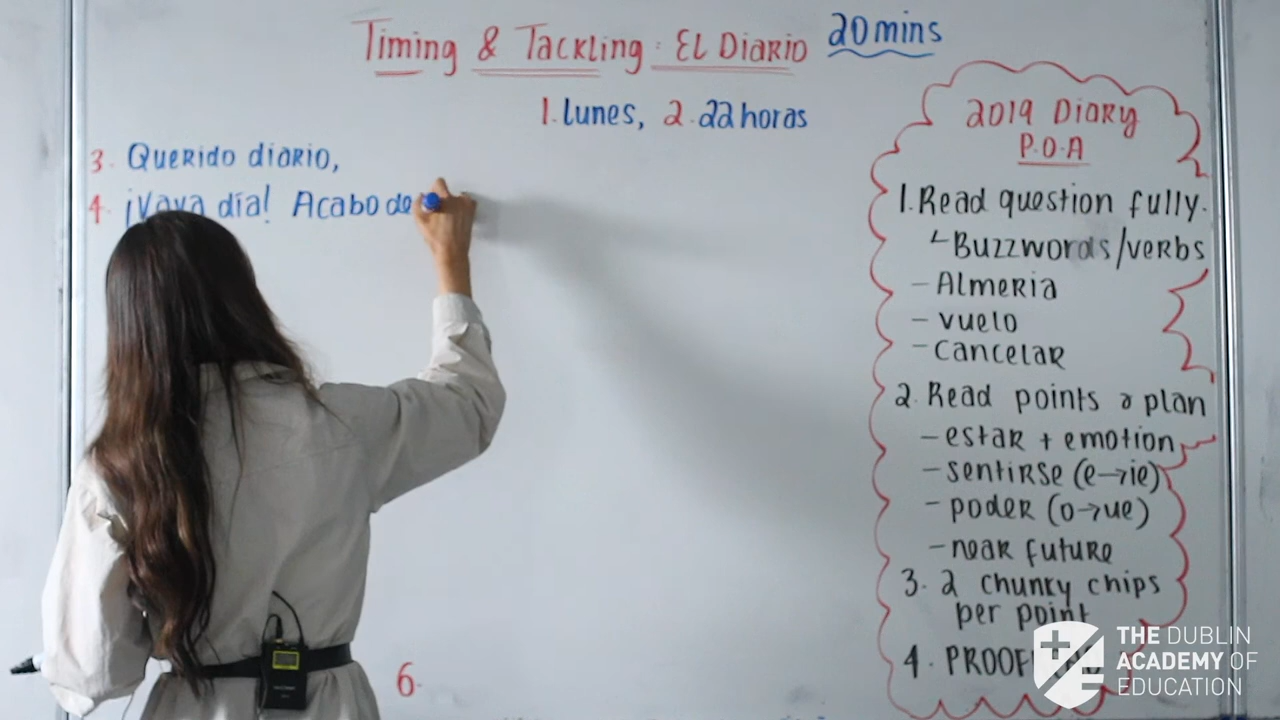 Timing & Tackling: El Diario 20 mins
1. Lunes, 2. 22 horas
3. Querido diario,
4. ¡Vaya día! Acabo de
6.
2019 Diary
P.O.A
1. Read question fully.
Buzzwords/verbs
- Almeria
- vuelo
- cancelar
2. Read points & plan
- estar + emotion
- sentirse (e→ie)
- poder (o→ue)
- near future
3. 2 chunky chips
per point
4.
THE DUBLIN
ACADEMY OF
EDUCATION